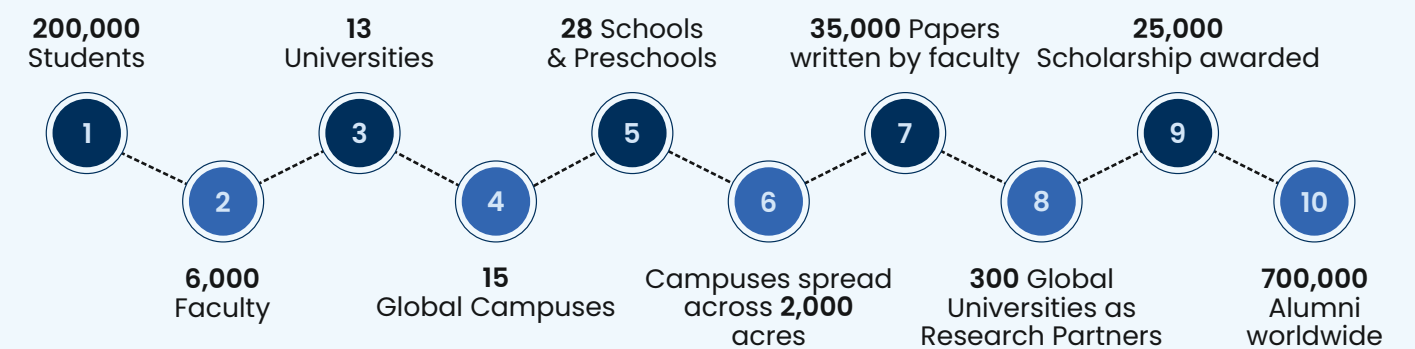 200,000
Students
13
Universities
28 Schools
& Preschools
35,000 Papers
written by faculty
25,000
Scholarship awarded
1
3
5
7
9
2
4
6
8
10
6,000
Faculty
15
Global Campuses
Campuses spread
across 2,000
acres
300 Global
Universities as
Research Partners
700,000
Alumni
worldwide